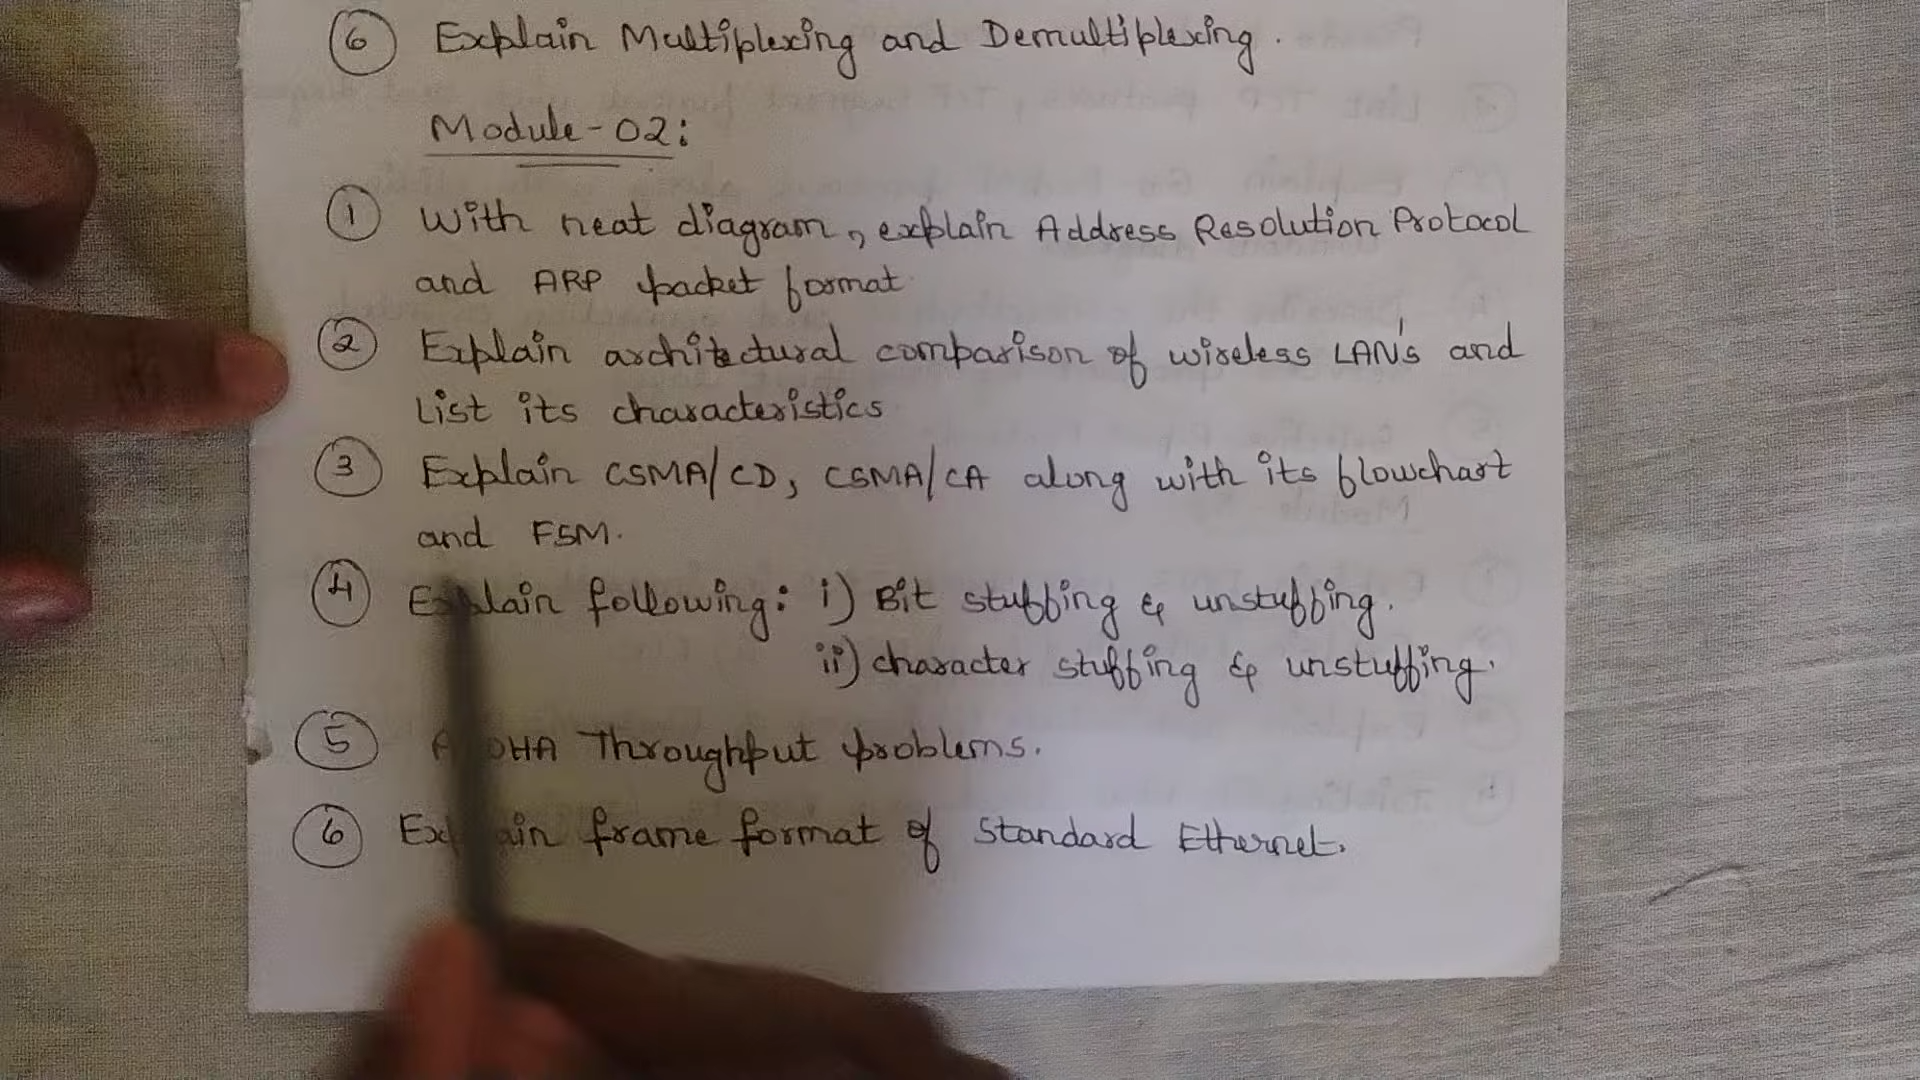 6 Explain Multiplexing and Demultiplexing.
Module-02:
1 With neat diagram, explain Address Resolution Protocol
and ARP packet format
2 Explain architectural comparison of wireless LAN's and
List its characteristics
3 Explain CSMA/CD, CSMA/CA along with its flowchart
and FSM.
4 Explain following: i) Bit stuffing & unstuffing.
ii) character stuffing & unstuffing.
5 Throughput problems.
6 Explain frame format of Standard Ethernet.